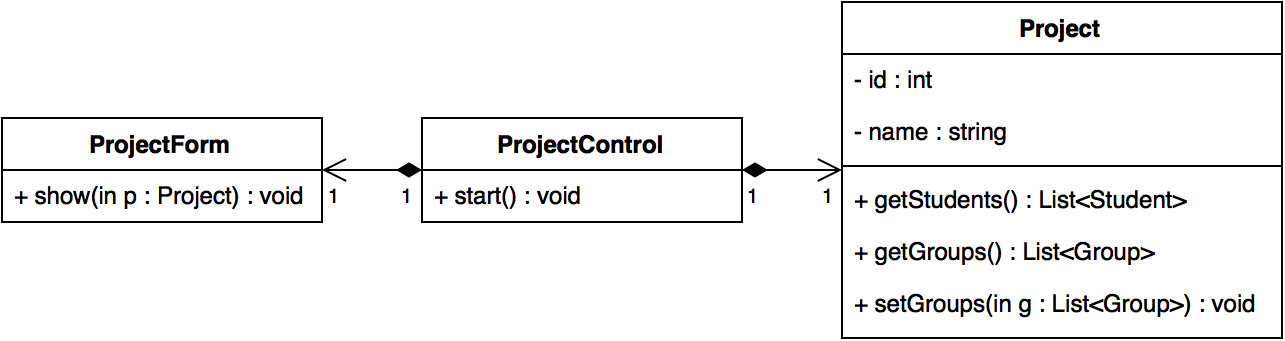 ProjectForm
+ show(in p : Project) : void
1
1
ProjectControl
+ start() : void
1
1
Project
- id : int
- name : string
+ getStudents() : List<Student>
+ getGroups() : List<Group>
+ setGroups(in g : List<Group>) : void